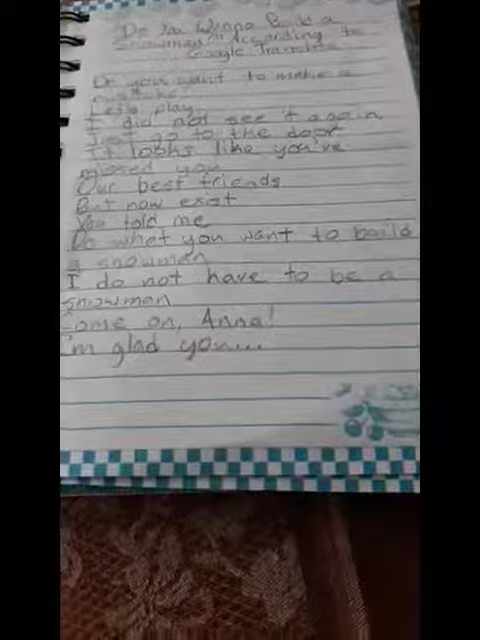 "Do You Wanna Build a
Snowman" According to
Google Translate
Do you want to make a
mistake?
Let's play
I did not see it again
Just go to the door
It looks like you've
missed you
Our best friends
But now exist
You told me
Do what you want to build
a snowman
I do not have to be a
snowman
Come on, Anna!
I'm glad you...